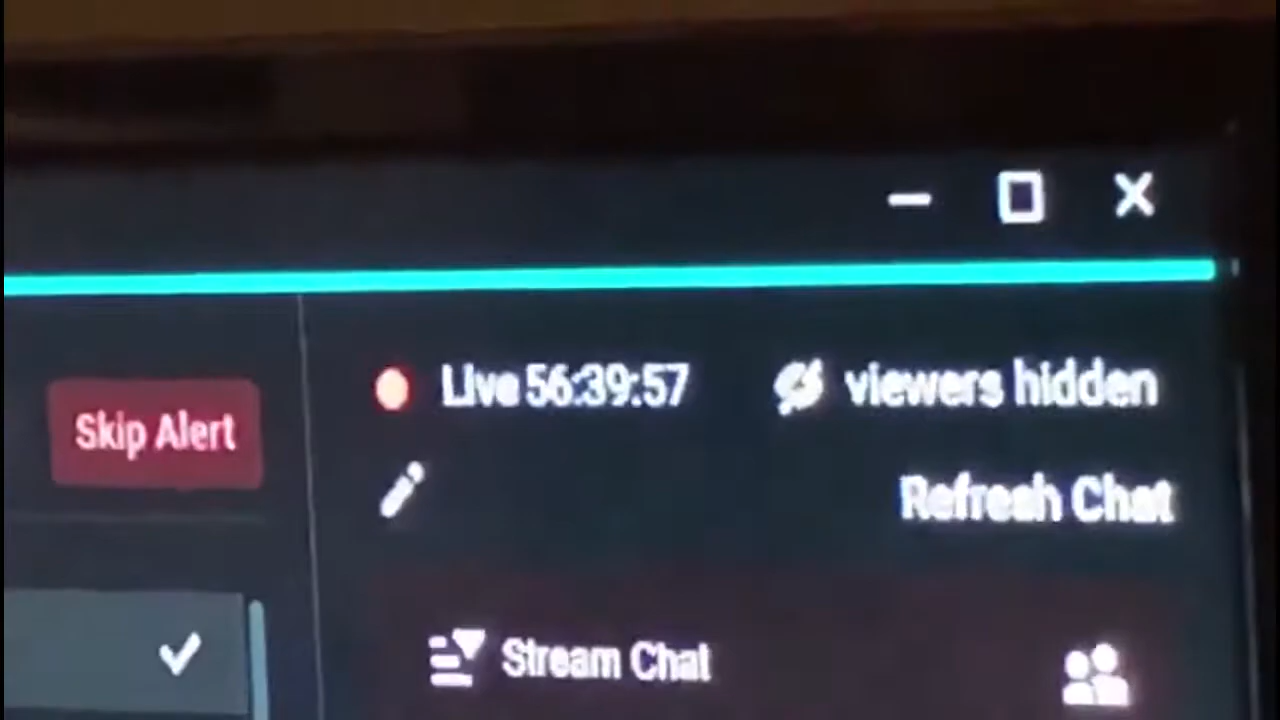 Skip Alert
Live 56:39:57
viewers hidden
Refresh Chat
Stream Chat